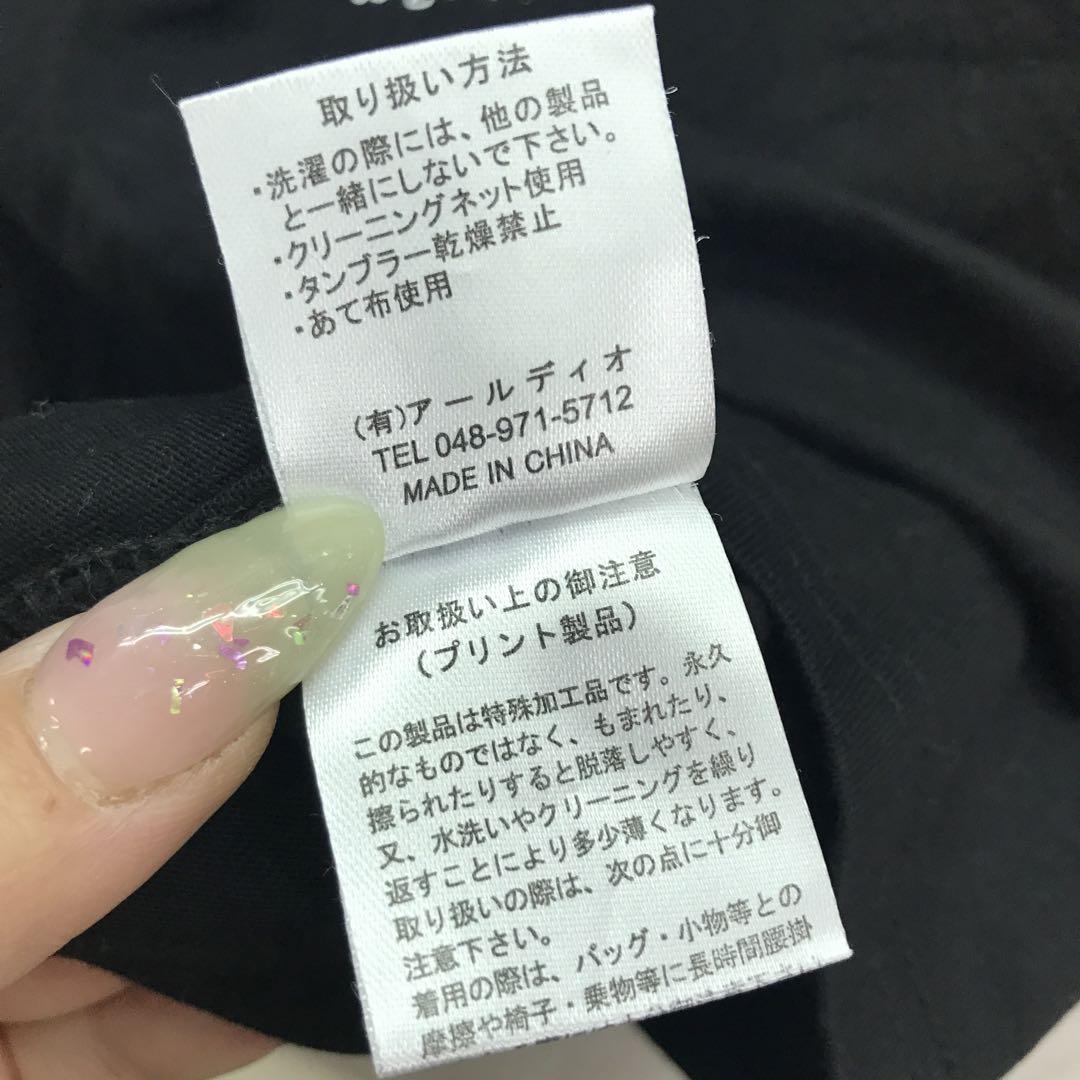 取り扱い方法
・洗濯の際には、他の製品
と一緒にしないで下さい。
・クリーニングネット使用
・タンブラー乾燥禁止
・あて布使用
(有)アールディオ
TEL 048-971-5712
MADE IN CHINA
お取扱い上の御注意
(プリント製品)
この製品は特殊加工品です。永久
的なものではなく、もまれたり、
擦られたりすると脱落しやすく、
又、水洗いやクリーニングを繰り
返すことにより多少薄くなります。
取り扱いの際は、次の点に十分御
注意下さい。
着用の際は、バッグ・小物等との
摩擦や椅子・乗物等に長時間腰掛